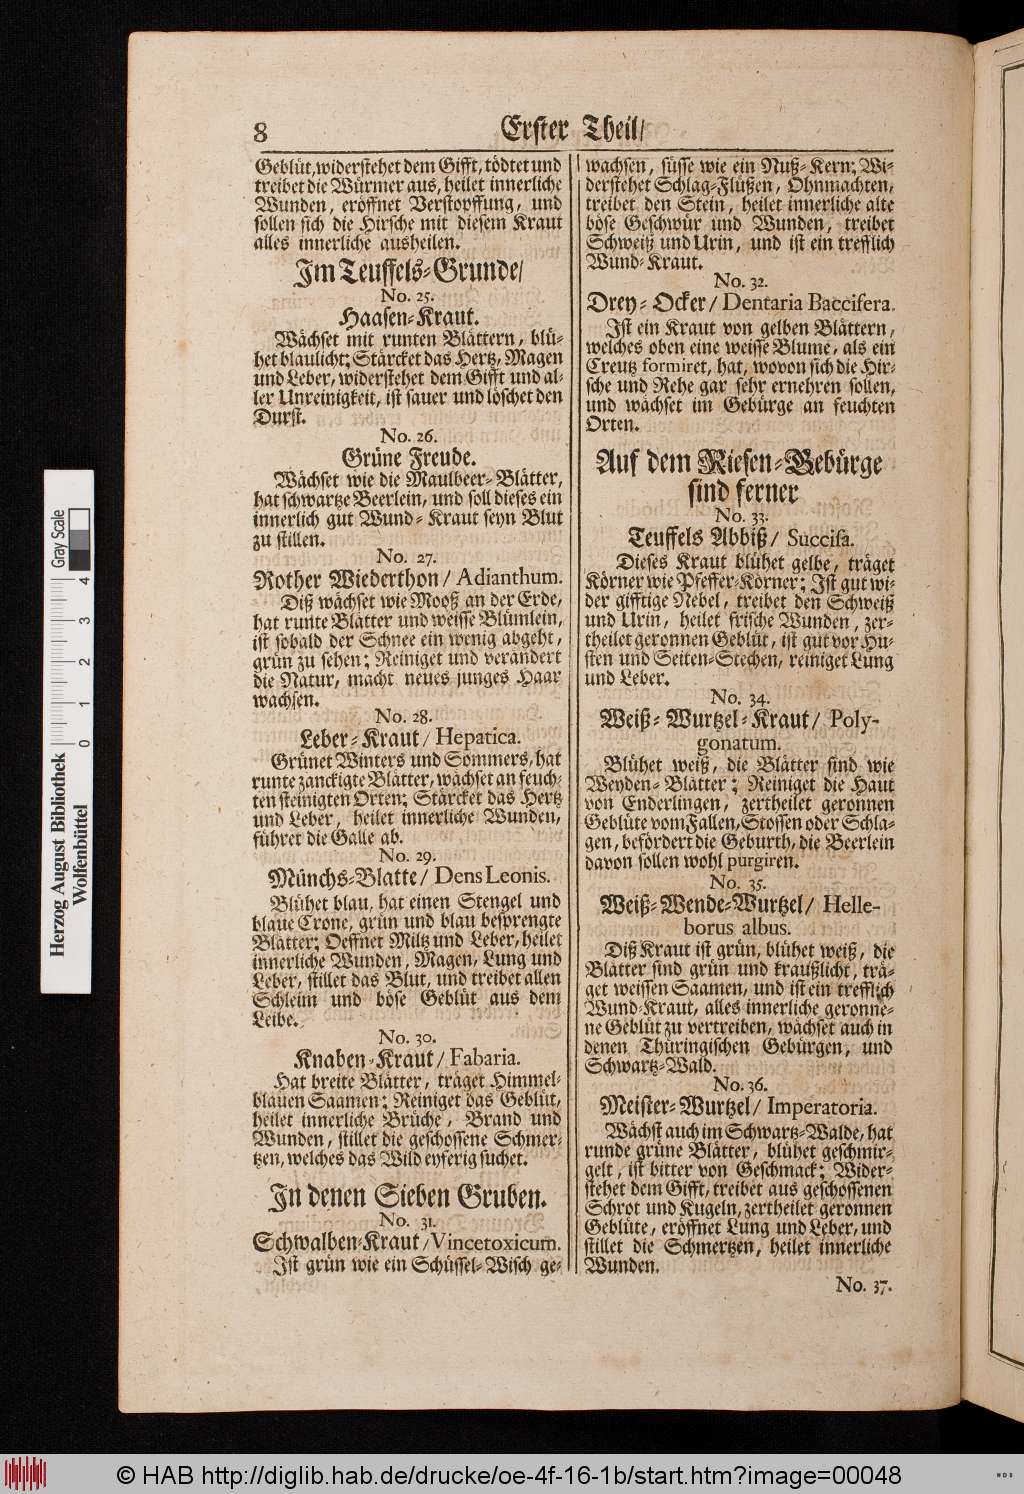 8
Erster Theil/
Geblüt, widerstehet dem Gifft, tödtet und
treibet die Würmer aus, heilet innerliche
Wunden, eröffnet Verstopffung, und
sollen sich die Hirsche mit diesem Kraut
alles innerliche ausheilen.
Im Teuffels-Grunde/
No. 25.
Haasen-Kraut.
Wächset mit runten Blättern, blü-
het blaulicht; Stärcket das Hertz, Magen
und Leber, widerstehet dem Gifft und al-
ler Unreinigkeit, ist sauer und löschet den
Durst.
No. 26.
Grüne Freude.
Wächset wie die Maulbeer-Blätter,
hat schwartze Beerlein, und soll dieses ein
innerlich gut Wund-Kraut seyn Blut
zu stillen.
No. 27.
Rother Wiederthon / Adianthum.
Diß wächset wie Mooß an der Erde,
hat runte Blätter und weisse Blümlein,
ist sobald der Schnee ein wenig abgeht,
grün zu sehen; Reiniget und verändert
die Natur, macht neues junges Haar
wachsen.
No. 28.
Leber-Kraut / Hepatica.
Grünet Winters und Sommers, hat
runte zanckigte Blätter, wächset an feuch-
ten steinigten Orten; Stärcket das Hertz
und Leber, heilet innerliche Wunden,
führet die Galle ab.
No. 29.
Münchs-Blatte / Dens Leonis.
Blühet blau, hat einen Stengel und
blaue Crone, grün und blau besprengte
Blätter; Oeffnet Miltz und Leber, heilet
innerliche Wunden, Magen, Lung und
Leber, stillet das Blut, und treibet allen
Schleim und böse Geblüt aus dem
Leibe.
No. 30.
Knaben-Kraut / Fabaria.
Hat breite Blätter, träget Himmel-
blauen Saamen; Reiniget das Geblüt,
heilet innerliche Brüche, Brand und
Wunden, stillet die geschossene Schmer-
tzen, welches das Wild eyferig suchet.
In denen Sieben Gruben.
No. 31.
Schwalben-Kraut / Vincetoxicum.
Ist grün wie ein Schüssel-Wisch ge-
wachsen, süsse wie ein Nuß-Kern; Wi-
derstehet Schlag-Flüßen, Ohnmachten,
treibet den Stein, heilet innerliche alte
böse Geschwür und Wunden, treibet
Schweiß und Urin, und ist ein trefflich
Wund-Kraut.
No. 32.
Drey-Ocker / Dentaria Baccifera.
Ist ein Kraut von gelben Blättern,
welches oben eine weisse Blume, als ein
Creutz formiret, hat, wovon sich die Hir-
sche und Rehe gar sehr ernehren sollen,
und wächset im Gebürge an feuchten
Orten.
Auf dem Riesen-Gebürge
sind ferner
No. 33.
Teuffels Abbiß / Succisa.
Dieses Kraut blühet gelbe, träget
Körner wie Pfeffer-Körner; Ist gut wi-
der gifftige Nebel, treibet den Schweiß
und Urin, heilet frische Wunden, zer-
theilet geronnen Geblüt, ist gut vor Hu-
sten und Seiten-Stechen, reiniget Lung
und Leber.
No. 34.
Weiß-Wurtzel-Kraut / Poly-
gonatum.
Blühet weiß, die Blätter sind wie
Weyden-Blätter; Reiniget die Haut
von Enderlingen, zertheilet geronnen
Geblüte vom Fallen, Stossen oder Schla-
gen, befördert die Geburth, die Beerlein
davon sollen wohl purgiren.
No. 35.
Weiß-Wende-Wurtzel / Helle-
borus albus.
Diß Kraut ist grün, blühet weiß, die
Blätter sind grün und kraußlicht, trä-
get weissen Saamen, und ist ein trefflich
Wund-Kraut, alles innerliche geronne-
ne Geblüt zu vertreiben, wächset auch in
denen Thüringischen Gebürgen, und
Schwartz-Wald.
No. 36.
Meister-Wurtzel / Imperatoria.
Wächst auch im Schwartz-Walde, hat
runde grüne Blätter, blühet geschmir-
gelt, ist bitter von Geschmack; Wider-
stehet dem Gifft, treibet aus geschossenen
Schrot und Kugeln, zertheilet geronnen
Geblüte, eröffnet Lung und Leber, und
stillet die Schmertzen, heilet innerliche
Wunden.
No. 37.
Herzog August Bibliothek
Wolfenbüttel
Gray Scale
0 1 2 3 4
© HAB http://diglib.hab.de/drucke/oe-4f-16-1b/start.htm?image=00048